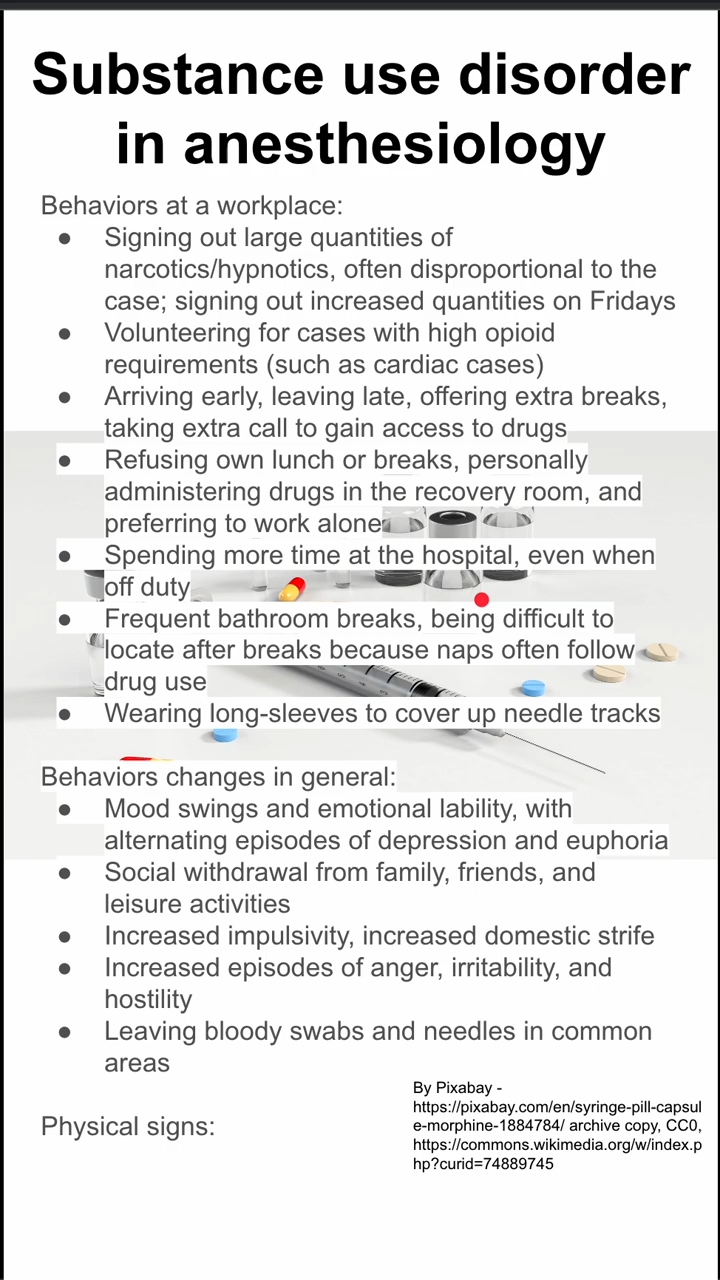 Substance use disorder
in anesthesiology
Behaviors at a workplace:
● Signing out large quantities of
narcotics/hypnotics, often disproportional to the
case; signing out increased quantities on Fridays
● Volunteering for cases with high opioid
requirements (such as cardiac cases)
● Arriving early, leaving late, offering extra breaks,
taking extra call to gain access to drugs
● Refusing own lunch or breaks, personally
administering drugs in the recovery room, and
preferring to work alone
● Spending more time at the hospital, even when
off duty
● Frequent bathroom breaks, being difficult to
locate after breaks because naps often follow
drug use
● Wearing long-sleeves to cover up needle tracks
Behaviors changes in general:
● Mood swings and emotional lability, with
alternating episodes of depression and euphoria
● Social withdrawal from family, friends, and
leisure activities
● Increased impulsivity, increased domestic strife
● Increased episodes of anger, irritability, and
hostility
● Leaving bloody swabs and needles in common
areas
Physical signs:
By Pixabay -
https://pixabay.com/en/syringe-pill-capsul
e-morphine-1884784/ archive copy, CC0,
https://commons.wikimedia.org/w/index.p
hp?curid=74889745